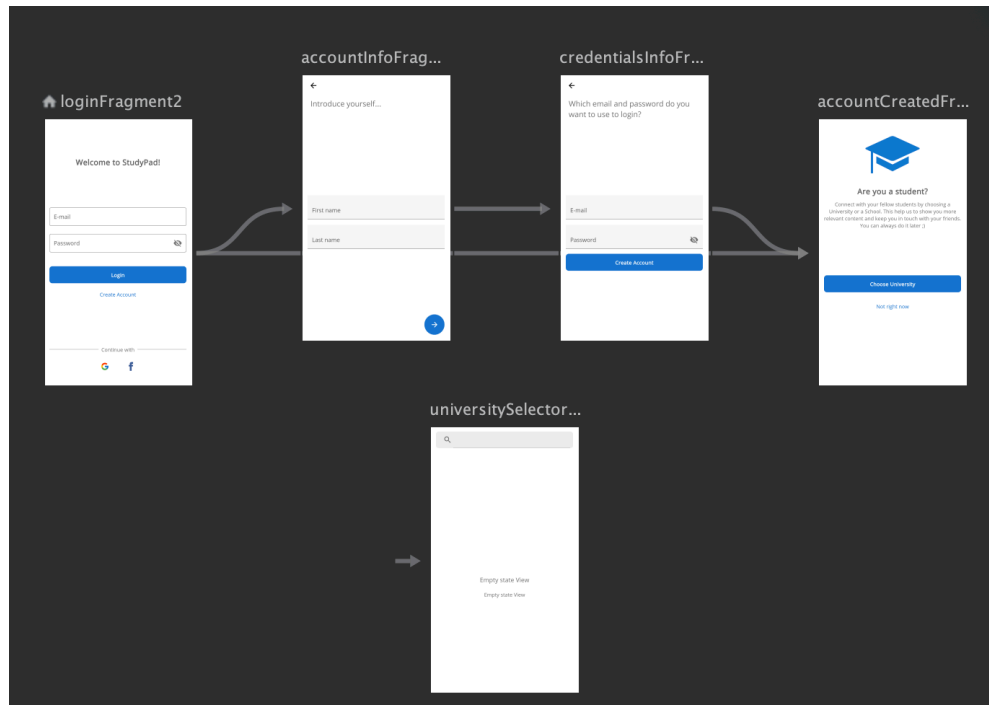 loginFragment2
Welcome to StudyPad!
E-mail
Password
Login
Create Account
Continue with
accountInfoFrag...
Introduce yourself...
First name
Last name
credentialsInfoFr...
Which email and password do you
want to use to login?
E-mail
Password
Create Account
accountCreatedFr...
Are you a student?
Connect with your fellow students by choosing a
University or a School. This help us to show you more
relevant content and keep you in touch with your friends.
You can always do it later ;)
Choose University
Not right now
universitySelector...
Empty state View
Empty state View